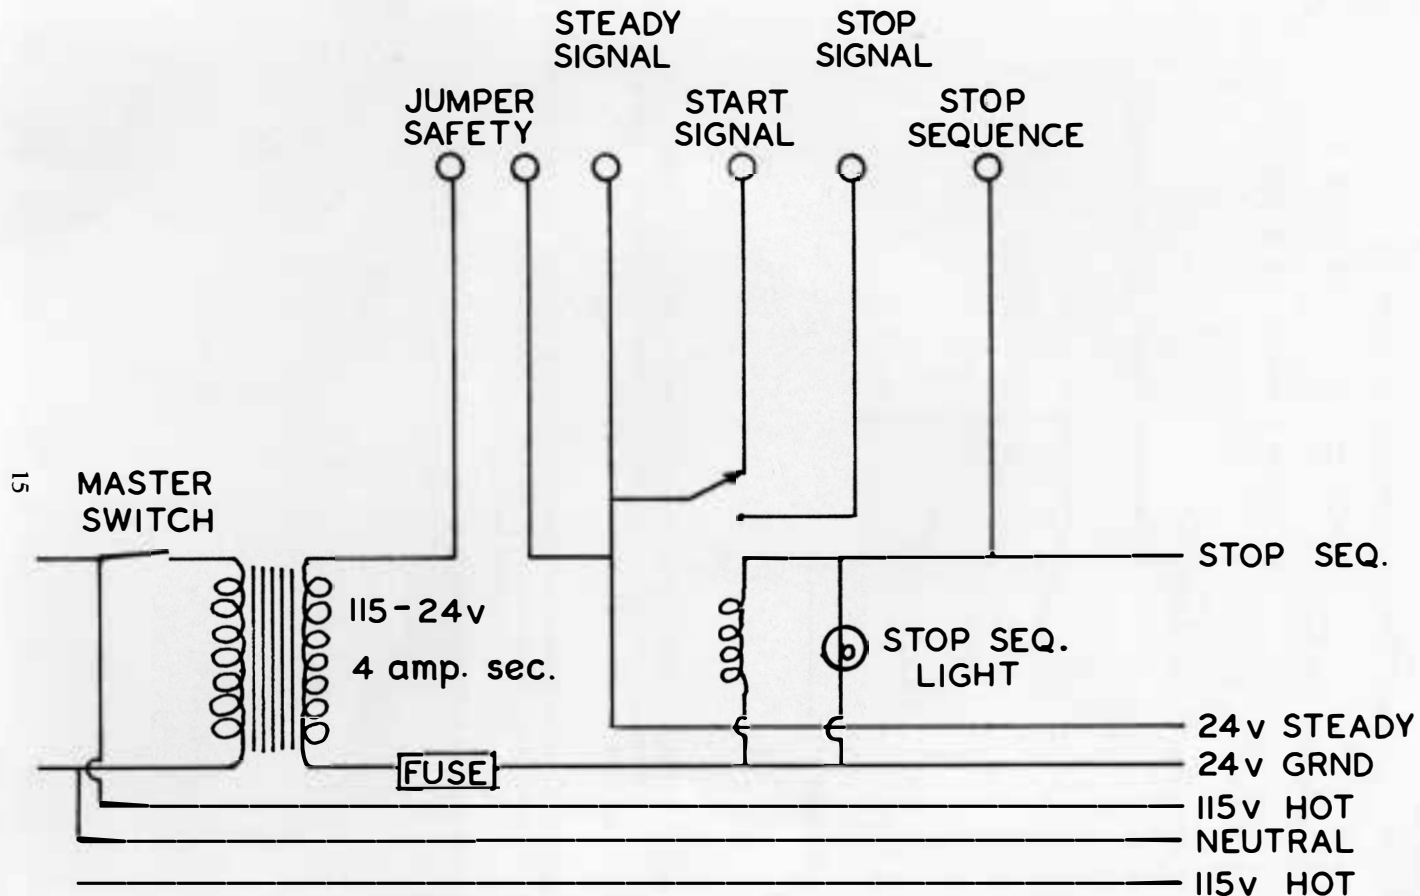 STEADY
SIGNAL
STOP
SIGNAL
JUMPER
SAFETY
START
SIGNAL
STOP
SEQUENCE
15
MASTER
SWITCH
115-24v
4 amp. sec.
STOP SEQ.
STOP SEQ.
LIGHT
24v STEADY
FUSE
24v GRND
115v HOT
NEUTRAL
115v HOT